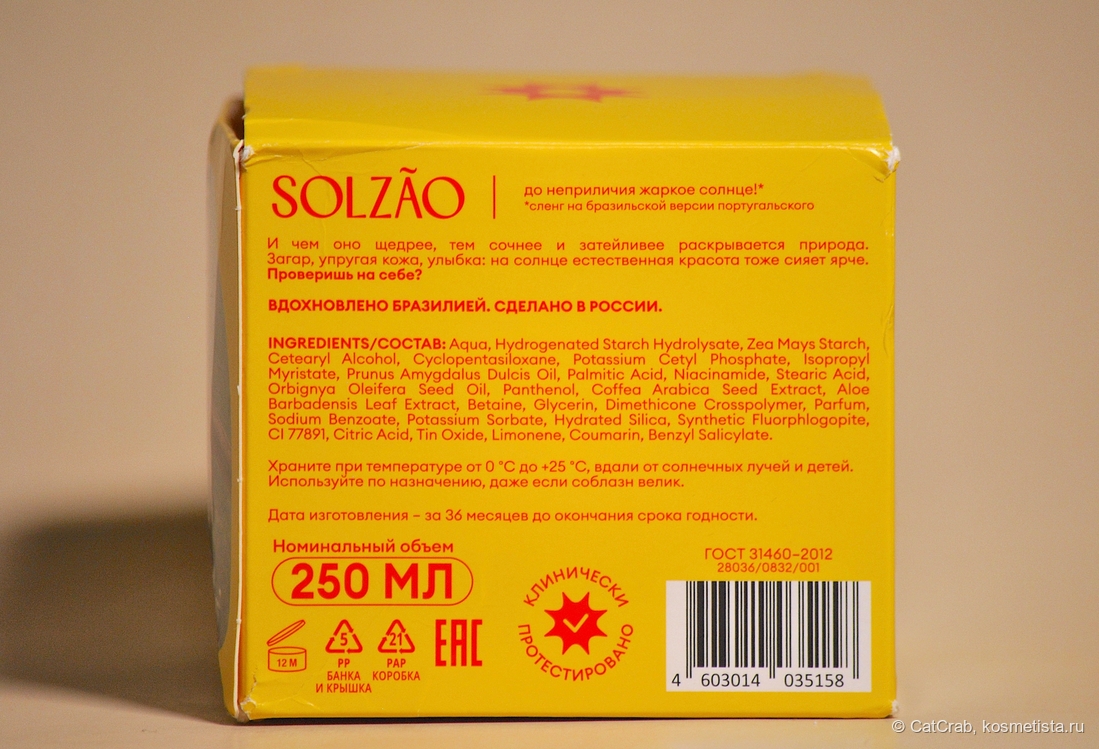 SOLZÃO
до неприличия жаркое солнце!*
*сленг на бразильской версии португальского
И чем оно щедрее, тем сочнее и затейливее раскрывается природа.
Загар, упругая кожа, улыбка: на солнце естественная красота тоже сияет ярче.
Проверишь на себе?
ВДОХНОВЛЕНО БРАЗИЛИЕЙ. СДЕЛАНО В РОССИИ.
INGREDIENTS/СОСТАВ: Aqua, Hydrogenated Starch Hydrolysate, Zea Mays Starch,
Cetearyl Alcohol, Cyclopentasiloxane, Potassium Cetyl Phosphate, Isopropyl
Myristate, Prunus Amygdalus Dulcis Oil, Palmitic Acid, Niacinamide, Stearic Acid,
Orbignya Oleifera Seed Oil, Panthenol, Coffea Arabica Seed Extract, Aloe
Barbadensis Leaf Extract, Betaine, Glycerin, Dimethicone Crosspolymer, Parfum,
Sodium Benzoate, Potassium Sorbate, Hydrated Silica, Synthetic Fluorphlogopite,
CI 77891, Citric Acid, Tin Oxide, Limonene, Coumarin, Benzyl Salicylate.
Храните при температуре от 0 °C до +25 °C, вдали от солнечных лучей и детей.
Используйте по назначению, даже если соблазн велик.
Дата изготовления – за 36 месяцев до окончания срока годности.
Номинальный объем
250 МЛ
12 M
5
PP
БАНКА
И КРЫШКА
21
PAP
КОРОБКА
EAC
КЛИНИЧЕСКИ
ПРОТЕСТИРОВАНО
ГОСТ 31460–2012
28036/0832/001
4 603014 035158
© CatCrab, kosmetista.ru